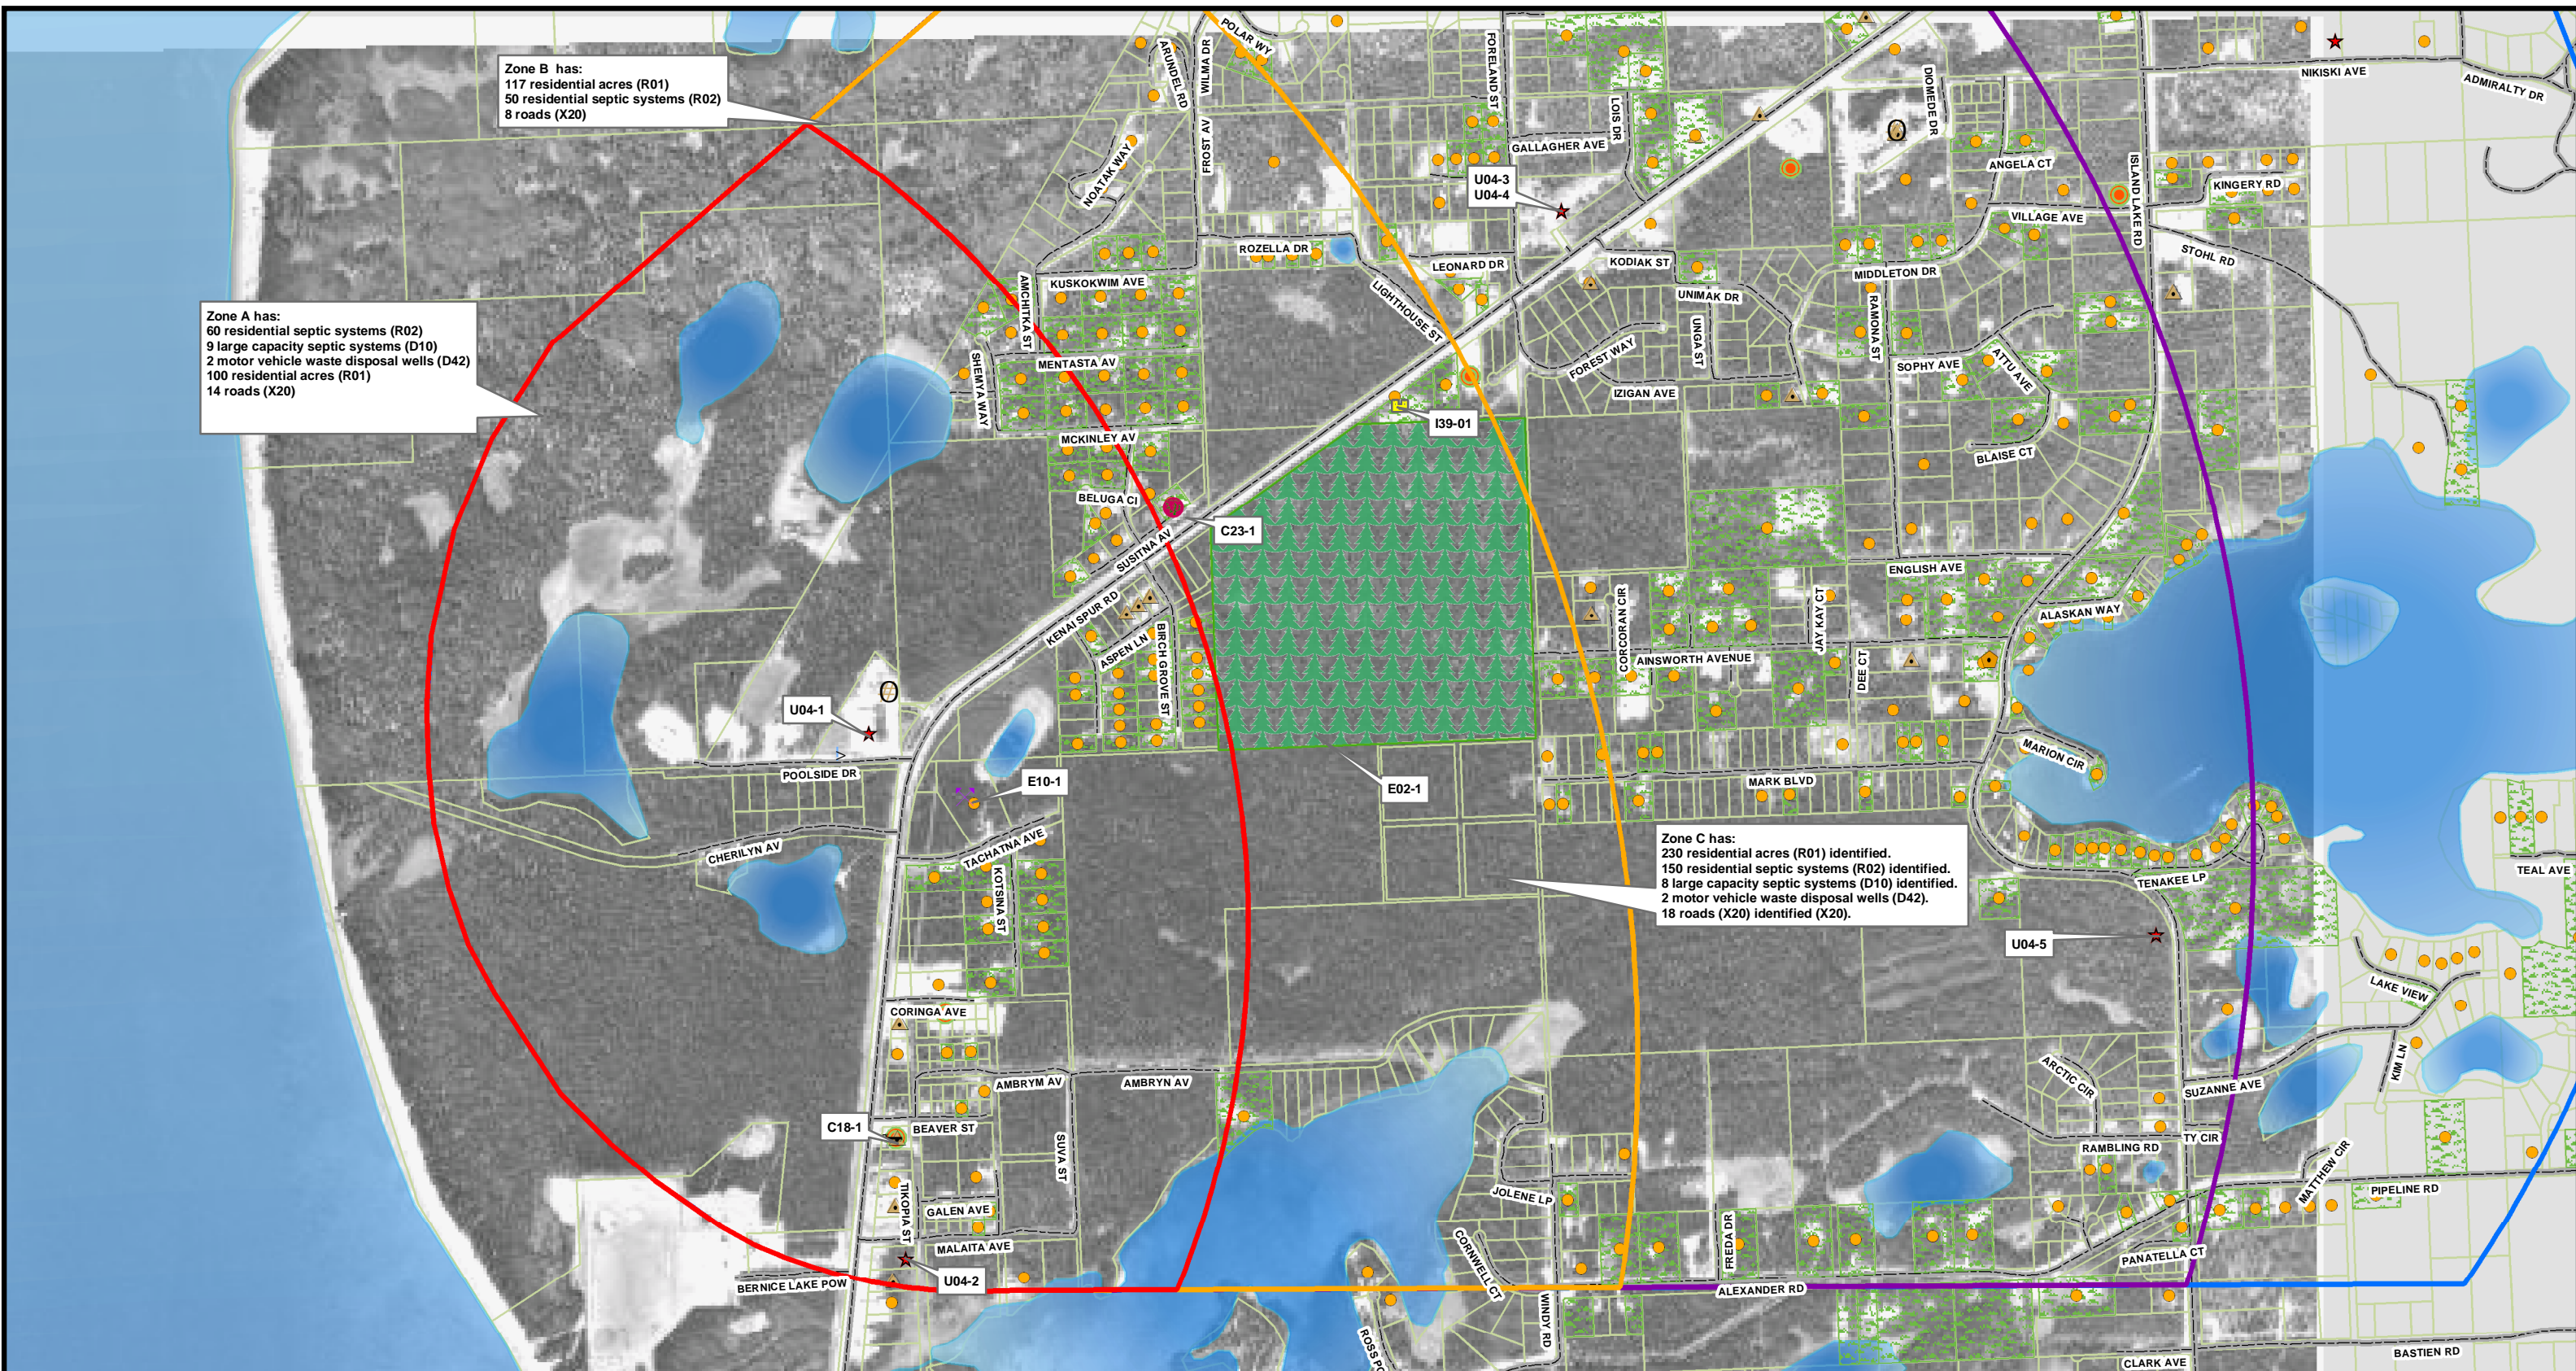 Zone B has:
117 residential acres (R01)
50 residential septic systems (R02)
8 roads (X20)
Zone A has:
60 residential septic systems (R02)
9 large capacity septic systems (D10)
2 motor vehicle waste disposal wells (D42)
100 residential acres (R01)
14 roads (X20)
Zone C has:
230 residential acres (R01) identified.
150 residential septic systems (R02) identified.
8 large capacity septic systems (D10) identified.
2 motor vehicle waste disposal wells (D42).
18 roads (X20) identified (X20).
POLAR WY
ARUNDEL RD
WILMA DR
FORELAND ST
LOIS DR
DIOMEDE DR
NIKISKI AVE
ADMIRALTY DR
FROST AV
NOATAK WAY
GALLAGHER AVE
ANGELA CT
ISLAND LAKE RD
KINGERY RD
U04-3
U04-4
VILLAGE AVE
STOHL RD
ROZELLA DR
LEONARD DR
KODIAK ST
MIDDLETON DR
KUSKOKWIM AVE
AMCHITKA ST
LIGHTHOUSE ST
UNIMAK DR
RAMONA ST
UNGA ST
FOREST WAY
SHEMYA WAY
MENTASTA AV
SOPHY AVE
ATTU AVE
IZIGAN AVE
I39-01
MCKINLEY AV
BLAISE CT
BELUGA CI
C23-1
SUSITNA AV
ENGLISH AVE
KENAI SPUR RD
ASPEN LN
BIRCH GROVE ST
CORCORAN CIR
JAY KAY CT
ALASKAN WAY
AINSWORTH AVENUE
DEE CT
U04-1
O
O
>
POOLSIDE DR
E10-1
E02-1
MARION CIR
MARK BLVD
CHERILYN AV
TACHATNA AVE
KOTSINA ST
TENAKEE LP
TEAL AVE
U04-5
LAKE VIEW
CORINGA AVE
AMBRYM AV
AMBRYN AV
ARCTIC CIR
SUZANNE AVE
KIM LN
C18-1
BEAVER ST
SUVA ST
RAMBLING RD
TY CIR
MATTHEW CIR
PIPELINE RD
TIKOPIA ST
GALEN AVE
JOLENE LP
MALAITA AVE
CORNWELL CT
FREDA DR
PANATELLA CT
BERNICE LAKE POW
U04-2
ALEXANDER RD
WINDY RD
BASTIEN RD
CLARK AVE